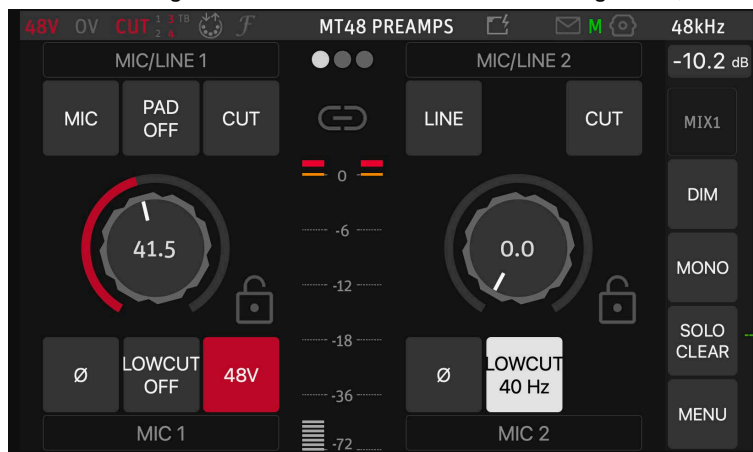 48V OV CUT 1 3 TB 2 4 F MT48 PREAMPS M 48kHz
MIC/LINE 1
MIC/LINE 2
-10.2 dB
MIC
PAD
OFF
CUT
LINE
CUT
MIX1
0
DIM
-6
41.5
0.0
MONO
-12
-18
SOLO
CLEAR
Ø
LOWCUT
OFF
48V
Ø
LOWCUT
40 Hz
-36
MENU
MIC 1
-72
MIC 2